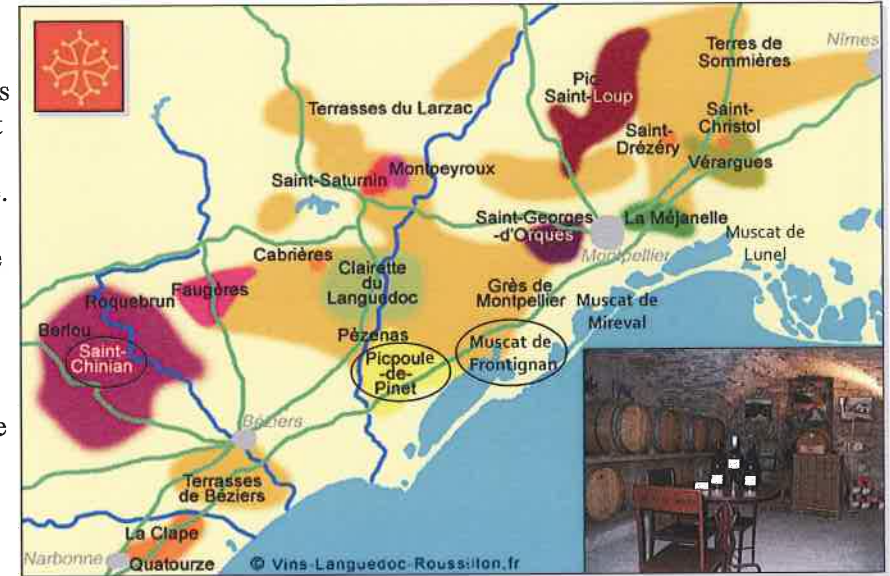 Terres de
Sommières
Nîmes
Pic
Saint-Loup
Terrasses du Larzac
Saint-
Christol
Saint-
Drézéry
Vérargues
Montpeyroux
Saint-Saturnin
Saint-Georges
-d'Orques
La Méjanelle
Muscat de
Lunel
Montpellier
Cabrières
Clairette
du
Languedoc
Faugères
Roquebrun
Grès de
Montpellier
Muscat de
Mireval
Berlou
Saint-
Chinian
Pézenas
Picpoule
-de-
Pinet
Muscat de
Frontignan
Béziers
Terrasses
de Béziers
La Clape
Narbonne
Quatourze
© Vins-Languedoc-Roussillon,fr